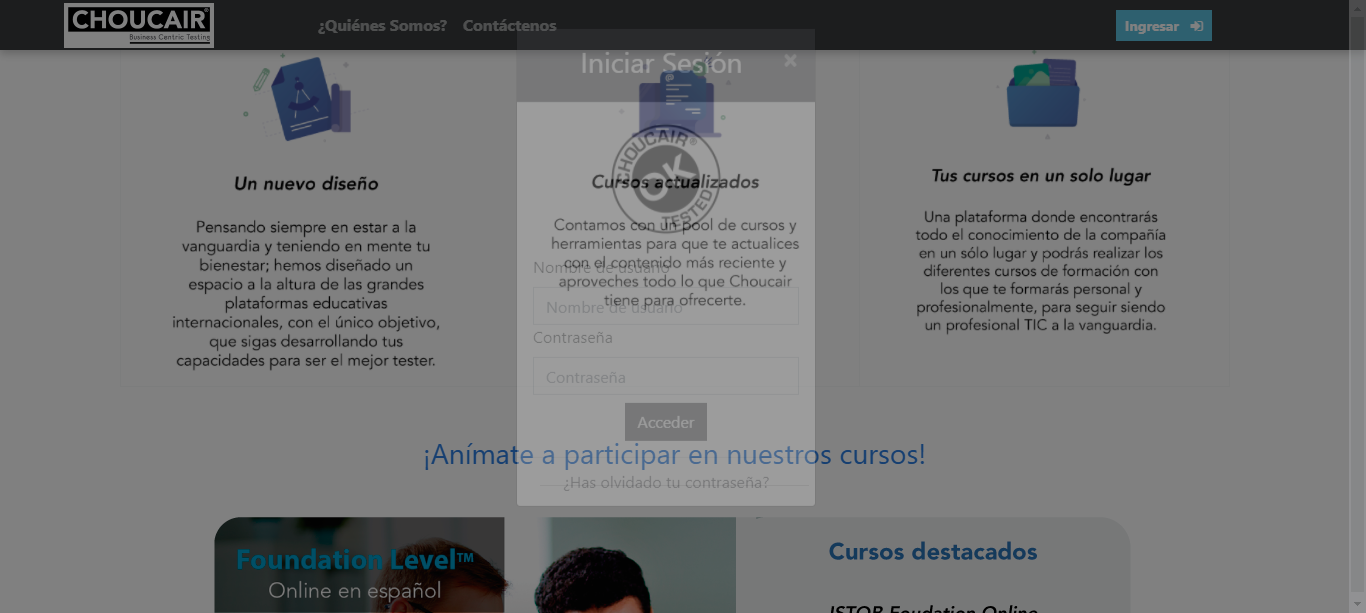 CHOUCAIR®
Business Centric Testing
¿Quiénes Somos? Contáctenos
Ingresar
Iniciar Sesión
×
CHOUCAIR®
OK
TESTED
Nombre de usuario
Nombre de usuario
Contraseña
Contraseña
Acceder
¿Has olvidado tu contraseña?
Un nuevo diseño
Pensando siempre en estar a la
vanguardia y teniendo en mente tu
bienestar; hemos diseñado un
espacio a la altura de las grandes
plataformas educativas
internacionales, con el único objetivo,
que sigas desarrollando tus
capacidades para ser el mejor tester.
Cursos actualizados
Contamos con un pool de cursos y
herramientas para que te actualices
con el contenido más reciente y
aproveches todo lo que Choucair
tiene para ofrecerte.
Tus cursos en un solo lugar
Una plataforma donde encontrarás
todo el conocimiento de la compañía
en un sólo lugar y podrás realizar los
diferentes cursos de formación con
los que te formarás personal y
profesionalmente, para seguir siendo
un profesional TIC a la vanguardia.
¡Anímate a participar en nuestros cursos!
Foundation Level™
Online en español
Cursos destacados
ISTQB Foudation Online